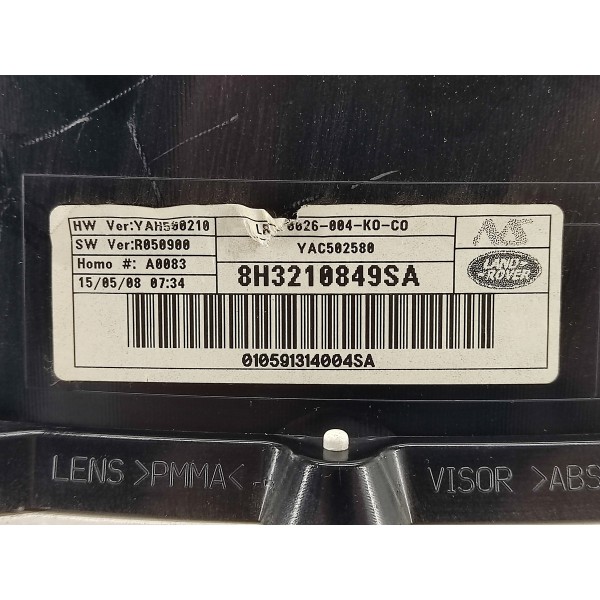 HW Ver:YAH500210
0026-004-KO-CO
SW Ver:R050900
YAC502580
Homo #: A0083
8H3210849SA
15/05/08 07:34
LAND-
ROVER
010591314004SA
LENS >PMMA<
VISOR >ABS